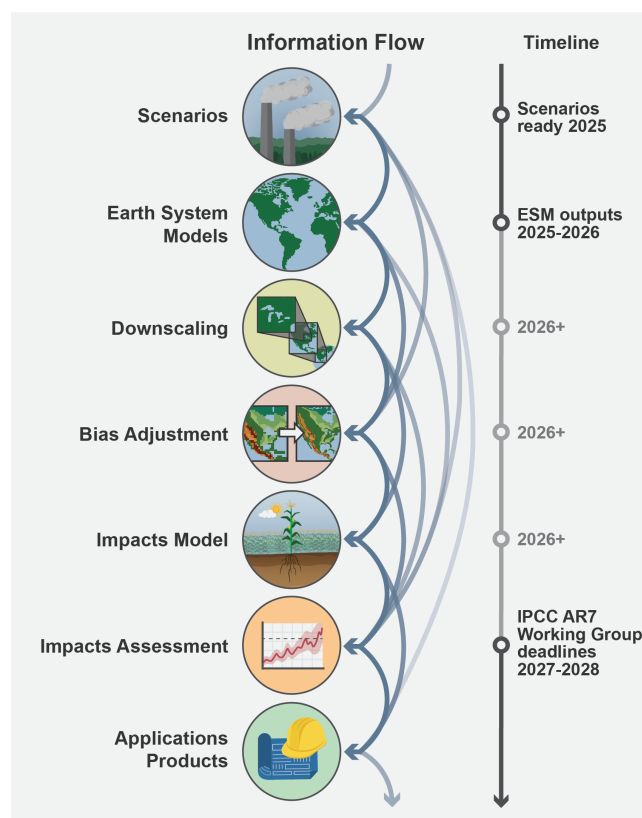 Information Flow
Timeline
Scenarios
Scenarios
ready 2025
Earth System
Models
ESM outputs
2025-2026
Downscaling
2026+
Bias Adjustment
2026+
Impacts Model
2026+
Impacts Assessment
IPCC AR7
Working Group
deadlines
2027-2028
Applications
Products